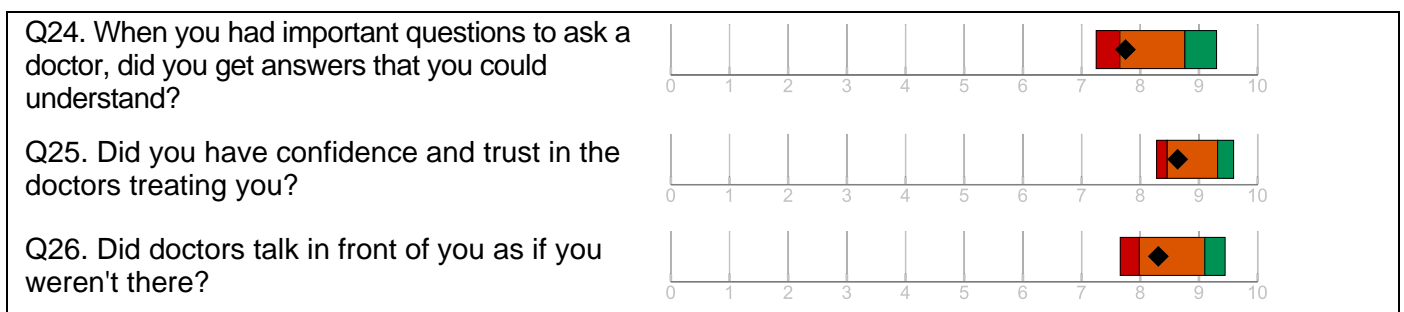 Q24. When you had important questions to ask a
doctor, did you get answers that you could
understand?
0 1 2 3 4 5 6 7 8 9 10
Q25. Did you have confidence and trust in the
doctors treating you?
0 1 2 3 4 5 6 7 8 9 10
Q26. Did doctors talk in front of you as if you
weren't there?
0 1 2 3 4 5 6 7 8 9 10